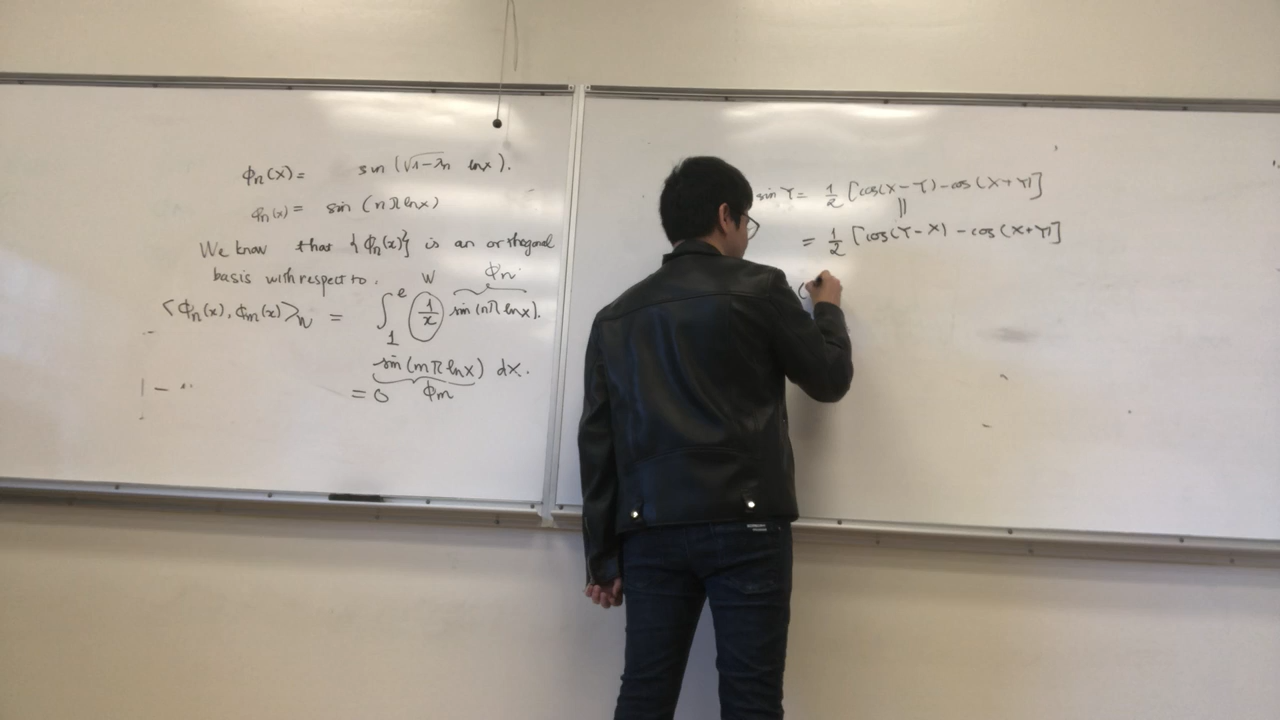 ϕn(x) = sin (√1-λn lnx).
ϕn(x) = sin (nπlnx)
We know that {ϕn(x)} is an orthogonal
basis with respect to.
W ϕn
<ϕn(x), ϕm(x)>w = ∫₁ᵉ (1/x) sin (nπ lnx).
sin (mπ lnx) dx.
= 0 ϕm
sin Y = 1/2 [cos(X-Y) - cos (X+Y)]
||
= 1/2 [cos(Y-X) - cos(X+Y)]
(